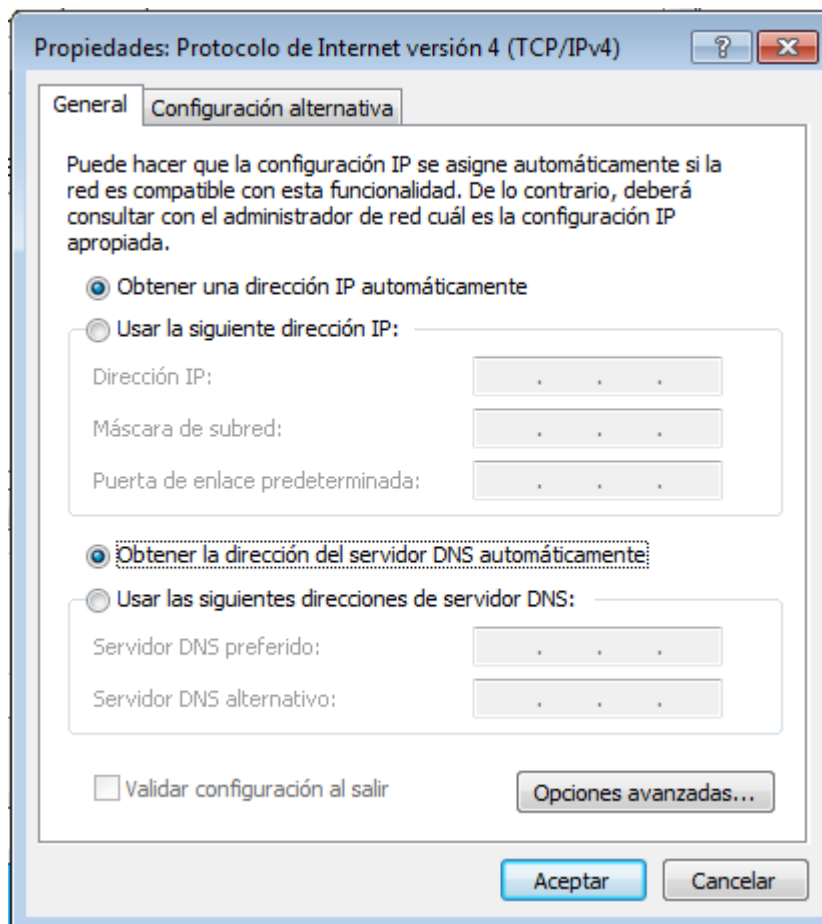 Propiedades: Protocolo de Internet versión 4 (TCP/IPv4)
General
Configuración alternativa
Puede hacer que la configuración IP se asigne automáticamente si la
red es compatible con esta funcionalidad. De lo contrario, deberá
consultar con el administrador de red cuál es la configuración IP
apropiada.
Obtener una dirección IP automáticamente
Usar la siguiente dirección IP:
Dirección IP:
Máscara de subred:
Puerta de enlace predeterminada:
Obtener la dirección del servidor DNS automáticamente
Usar las siguientes direcciones de servidor DNS:
Servidor DNS preferido:
Servidor DNS alternativo:
Validar configuración al salir
Opciones avanzadas...
Aceptar
Cancelar